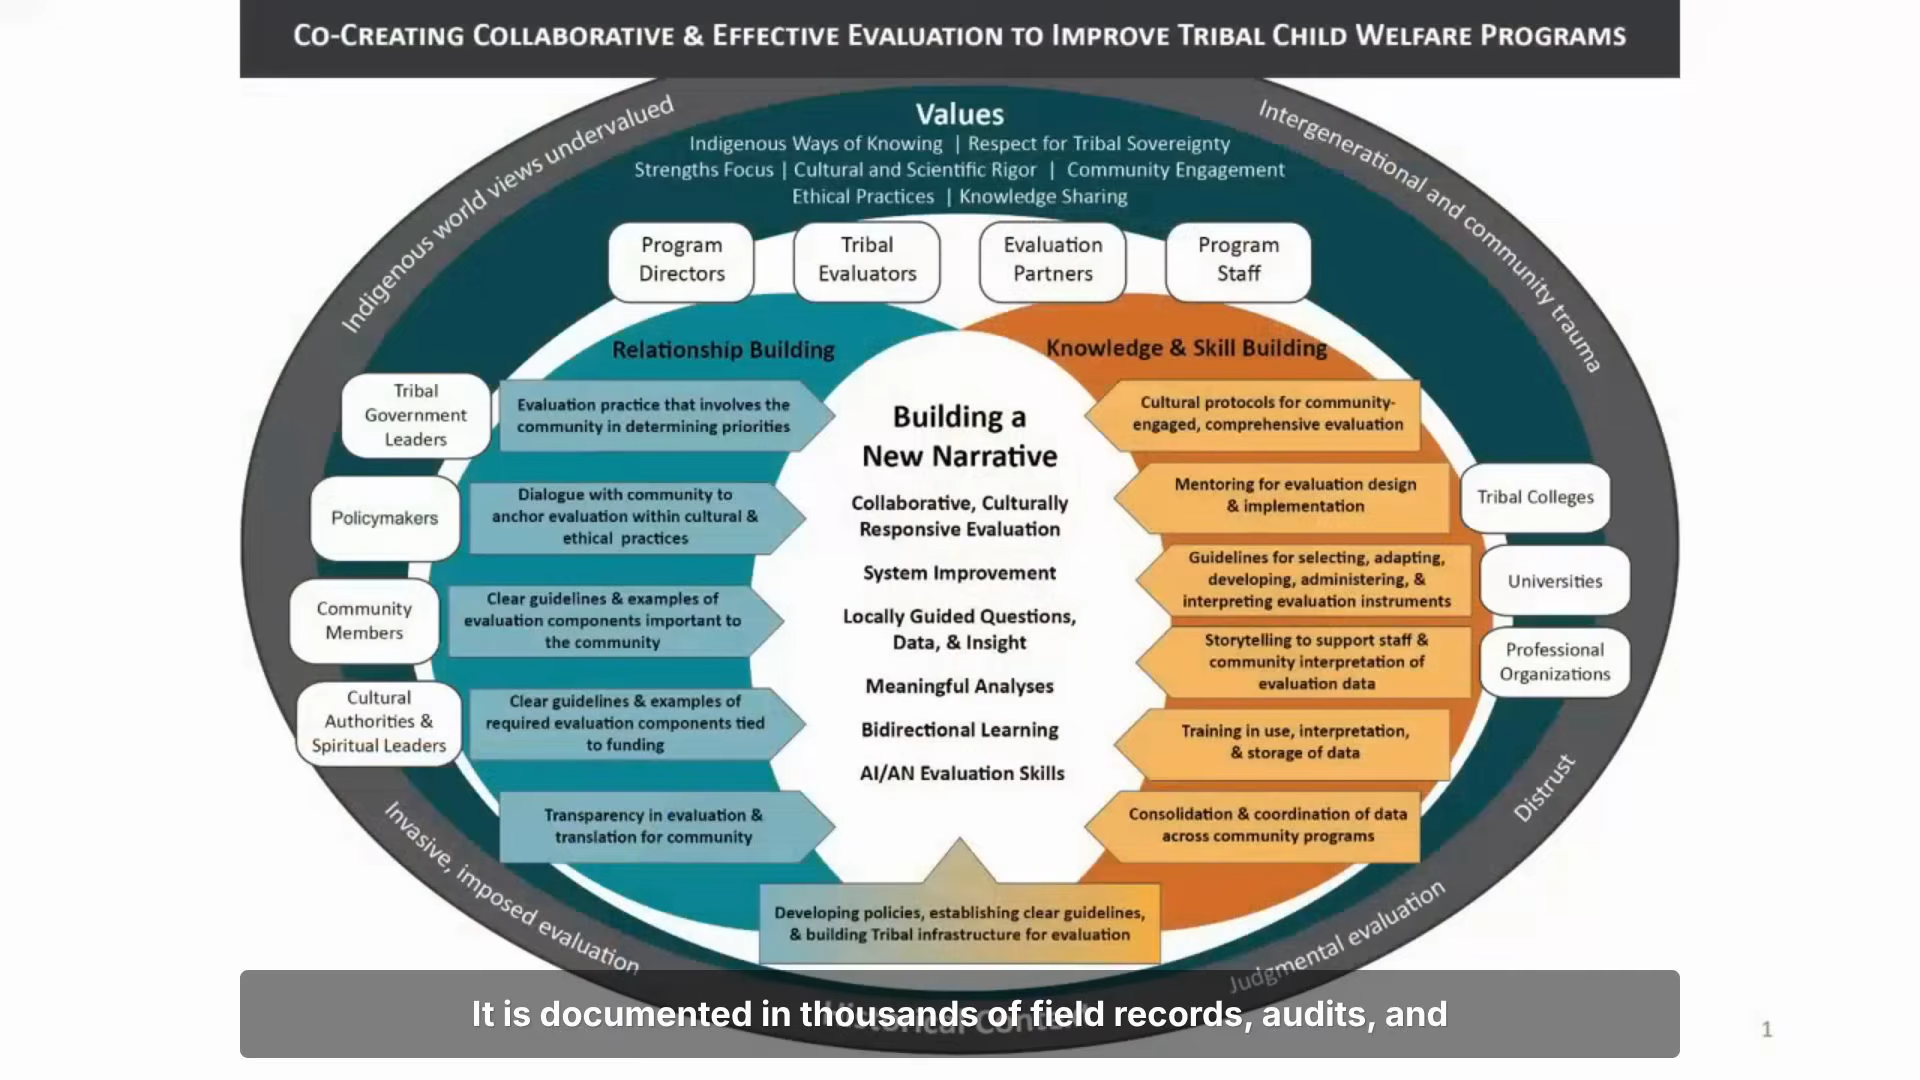 CO-CREATING COLLABORATIVE & EFFECTIVE EVALUATION TO IMPROVE TRIBAL CHILD WELFARE PROGRAMS
Indigenous world views undervalued
Intergenerational and community trauma
Values
Indigenous Ways of Knowing | Respect for Tribal Sovereignty
Strengths Focus | Cultural and Scientific Rigor | Community Engagement
Ethical Practices | Knowledge Sharing
Program
Directors
Tribal
Evaluators
Evaluation
Partners
Program
Staff
Relationship Building
Knowledge & Skill Building
Tribal
Government
Leaders
Policymakers
Community
Members
Cultural
Authorities &
Spiritual Leaders
Evaluation practice that involves the
community in determining priorities
Dialogue with community to
anchor evaluation within cultural &
ethical practices
Clear guidelines & examples of
evaluation components important to
the community
Clear guidelines & examples of
required evaluation components tied
to funding
Transparency in evaluation &
translation for community
Building a
New Narrative
Collaborative, Culturally
Responsive Evaluation
System Improvement
Locally Guided Questions,
Data, & Insight
Meaningful Analyses
Bidirectional Learning
AI/AN Evaluation Skills
Cultural protocols for community-
engaged, comprehensive evaluation
Mentoring for evaluation design
& implementation
Guidelines for selecting, adapting,
developing, administering, &
interpreting evaluation instruments
Storytelling to support staff &
community interpretation of
evaluation data
Training in use, interpretation,
& storage of data
Consolidation & coordination of data
across community programs
Tribal Colleges
Universities
Professional
Organizations
Developing policies, establishing clear guidelines,
& building Tribal infrastructure for evaluation
Invasive, imposed evaluation
Distrust
Judgmental evaluation
It is documented in thousands of field records, audits, and
1